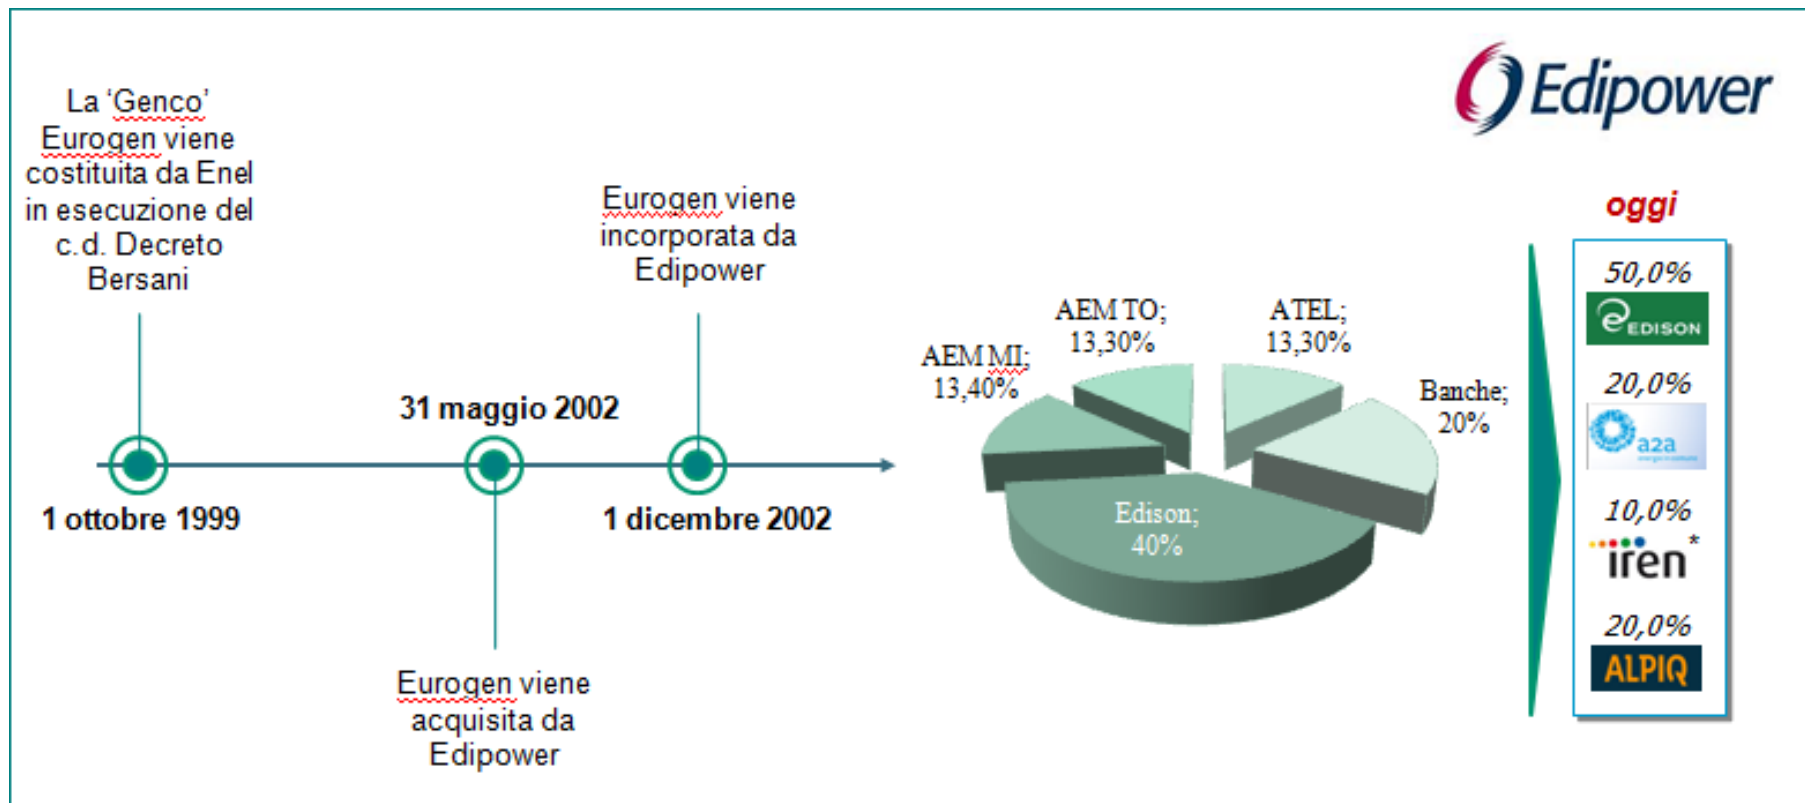 Edipower
La ‘Genco’
Eurogen viene
costituita da Enel
in esecuzione del
c.d. Decreto
Bersani
1 ottobre 1999
31 maggio 2002
Eurogen viene
acquisita da
Edipower
Eurogen viene
incorporata da
Edipower
1 dicembre 2002
AEM MI;
13,40%
AEM TO;
13,30%
ATEL;
13,30%
Banche;
20%
Edison;
40%
oggi
50,0%
EDISON
20,0%
a2a
10,0%
iren*
20,0%
ALPIQ